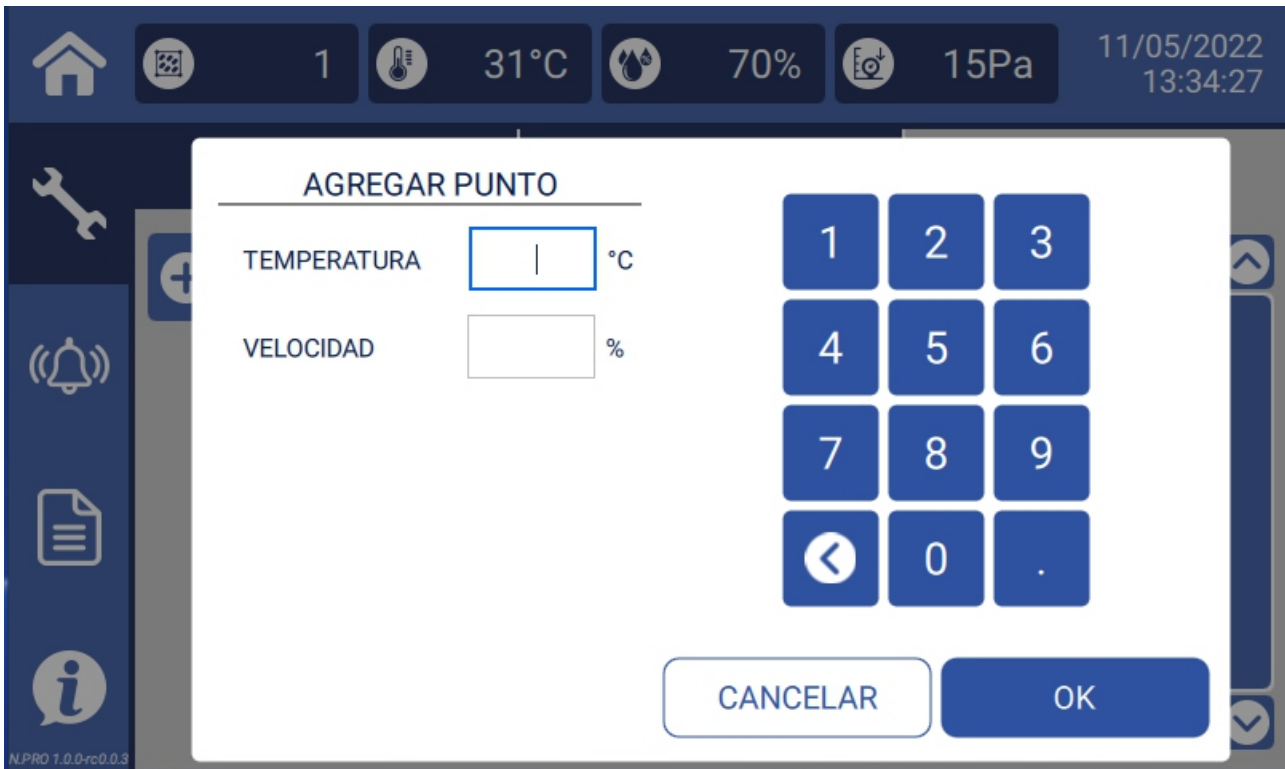 1
31°C
70%
15Pa
11/05/2022
13:34:27
AGREGAR PUNTO
TEMPERATURA °C
VELOCIDAD %
1 2 3
4 5 6
7 8 9
0 .
CANCELAR OK
N.PRO 1.0.0-rc0.0.3